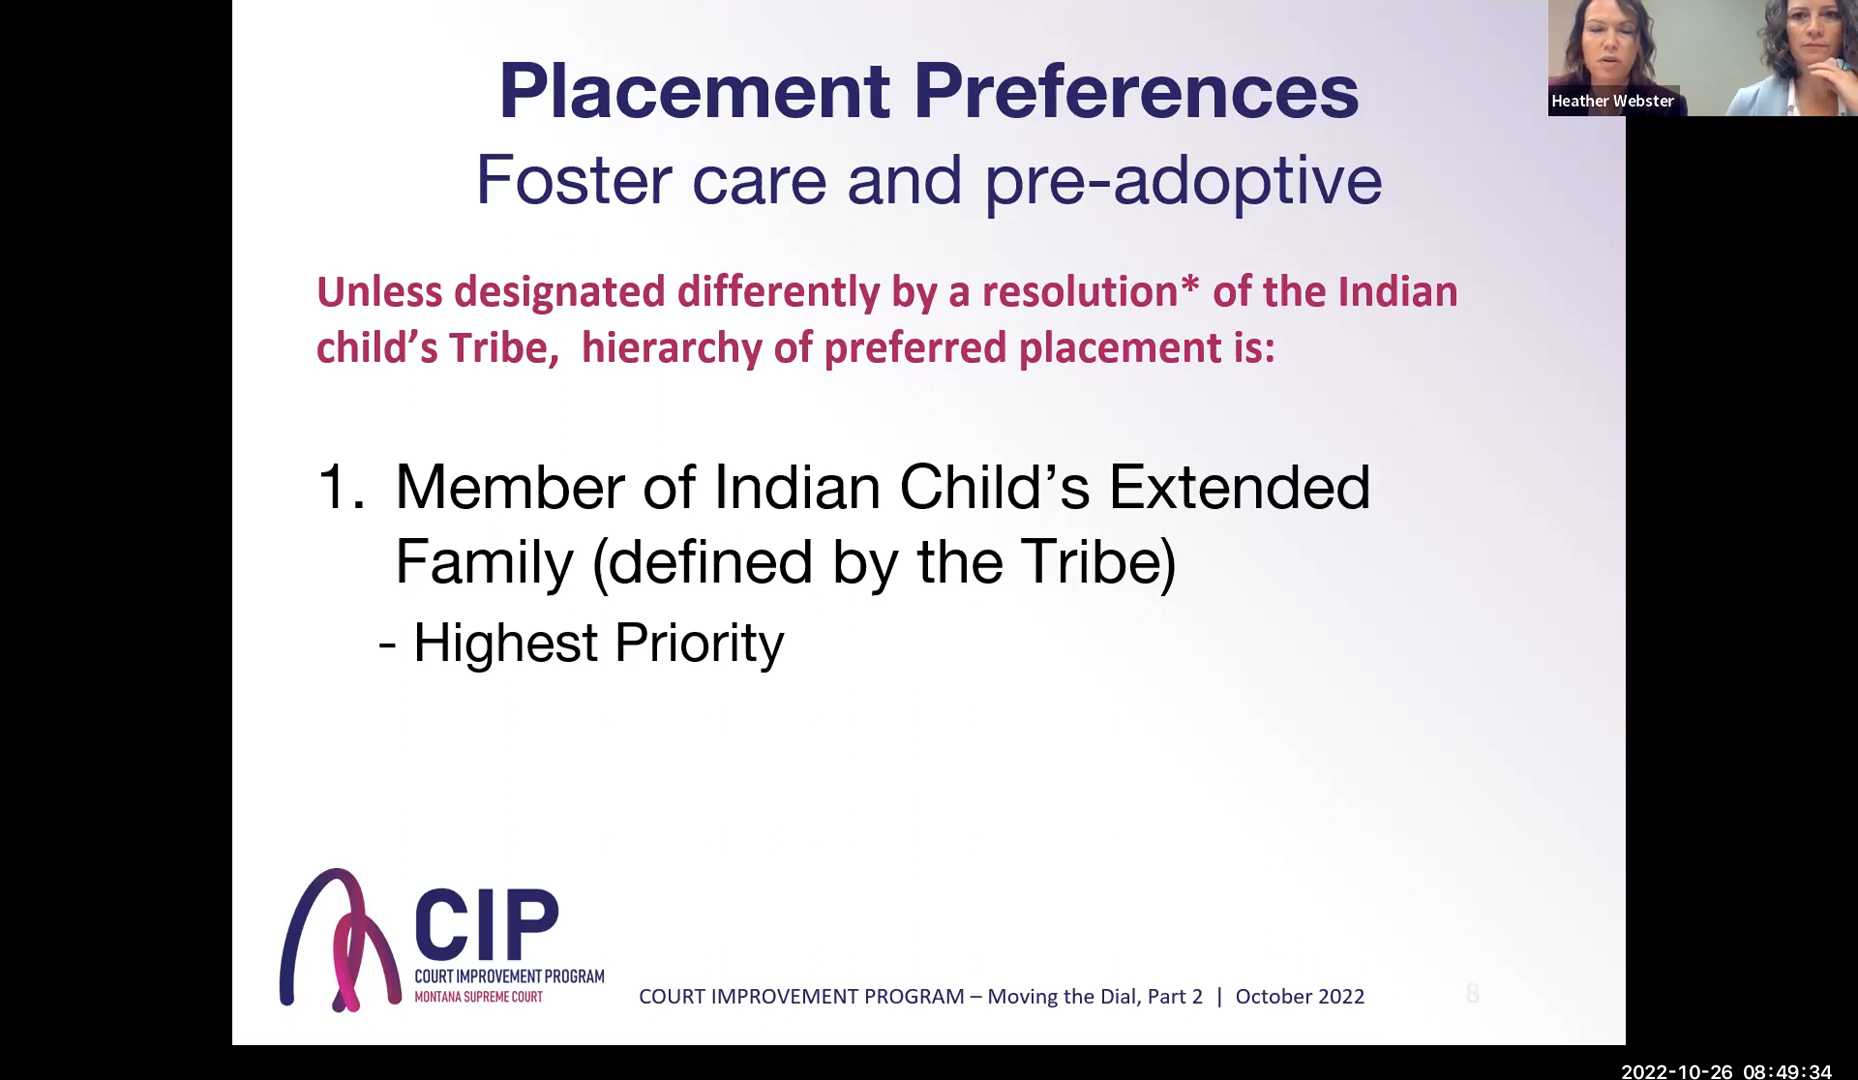 Placement Preferences
Foster care and pre-adoptive
Heather Webster
Unless designated differently by a resolution* of the Indian
child’s Tribe,  hierarchy of preferred placement is:
1. Member of Indian Child’s Extended
Family (defined by the Tribe)
- Highest Priority
CIP
COURT IMPROVEMENT PROGRAM
MONTANA SUPREME COURT
COURT IMPROVEMENT PROGRAM – Moving the Dial, Part 2 | October 2022
8
2022-10-26 08:49:34